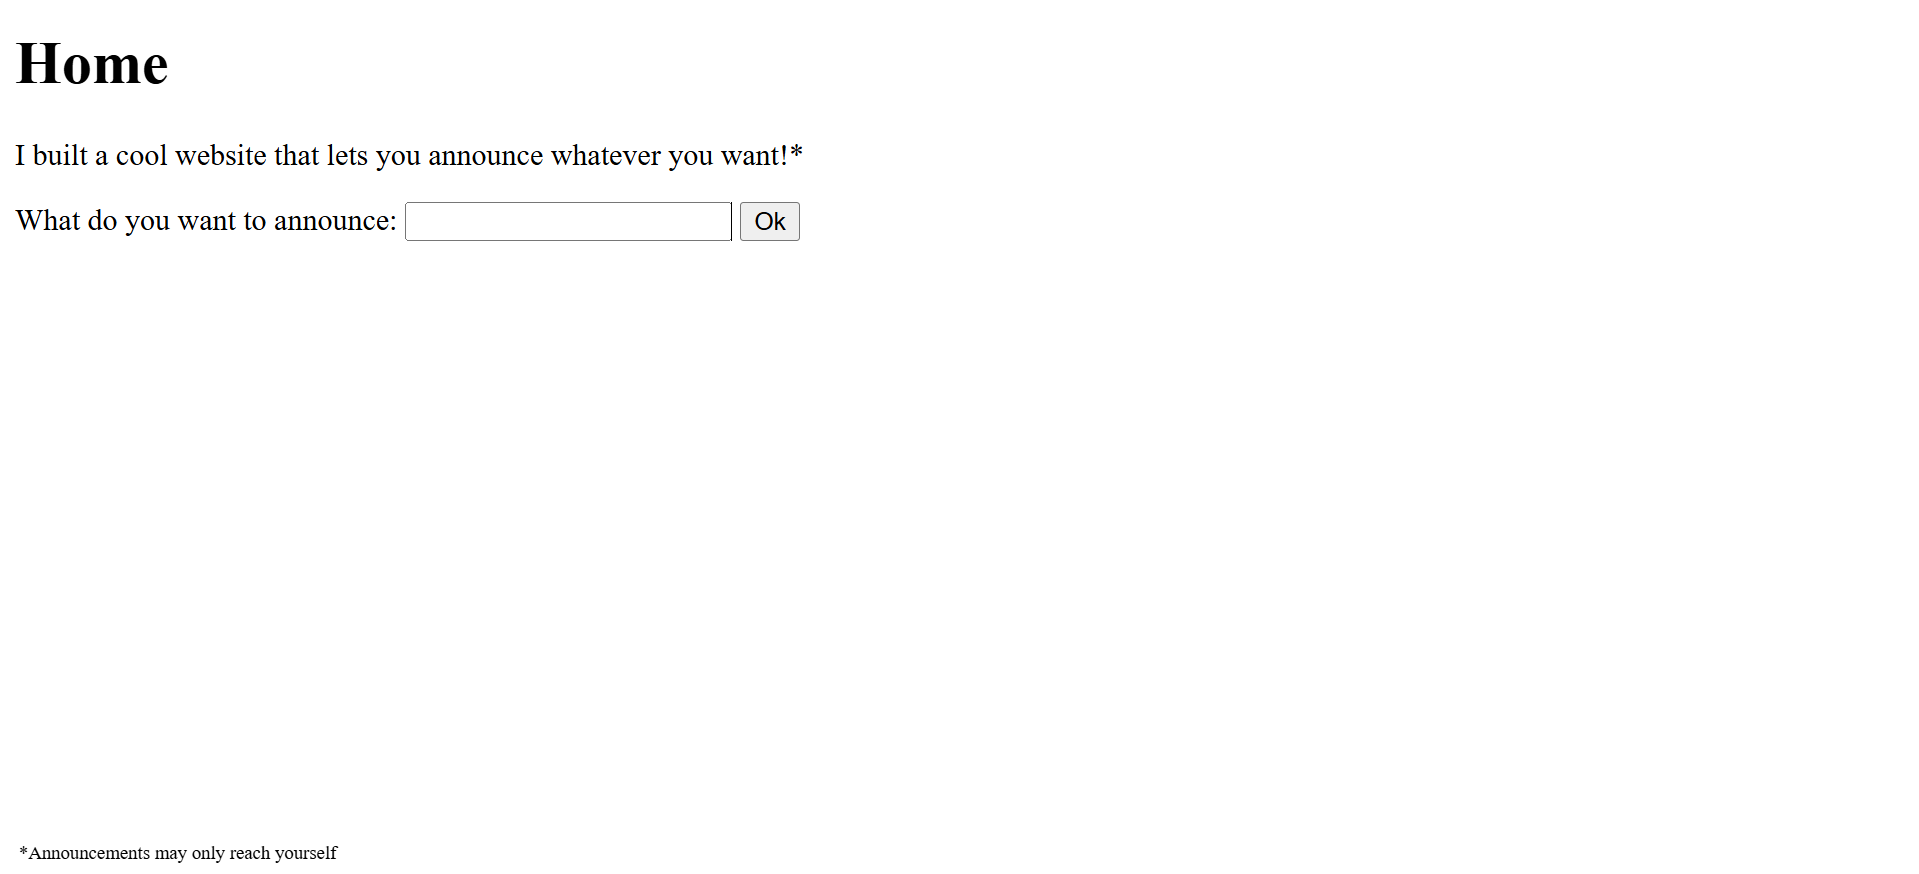 Home
I built a cool website that lets you announce whatever you want!*
What do you want to announce: Ok
*Announcements may only reach yourself